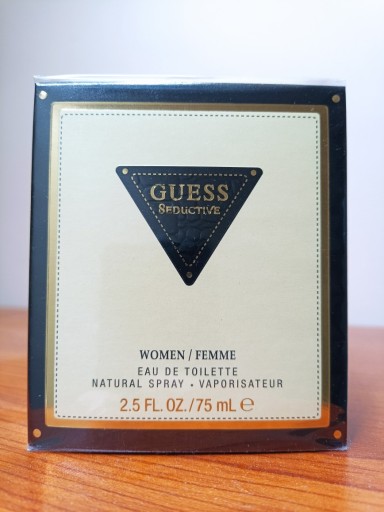 GUESS
SEDUCTIVE
WOMEN / FEMME
EAU DE TOILETTE
NATURAL SPRAY • VAPORISATEUR
2.5 FL. OZ./75 mL ℮